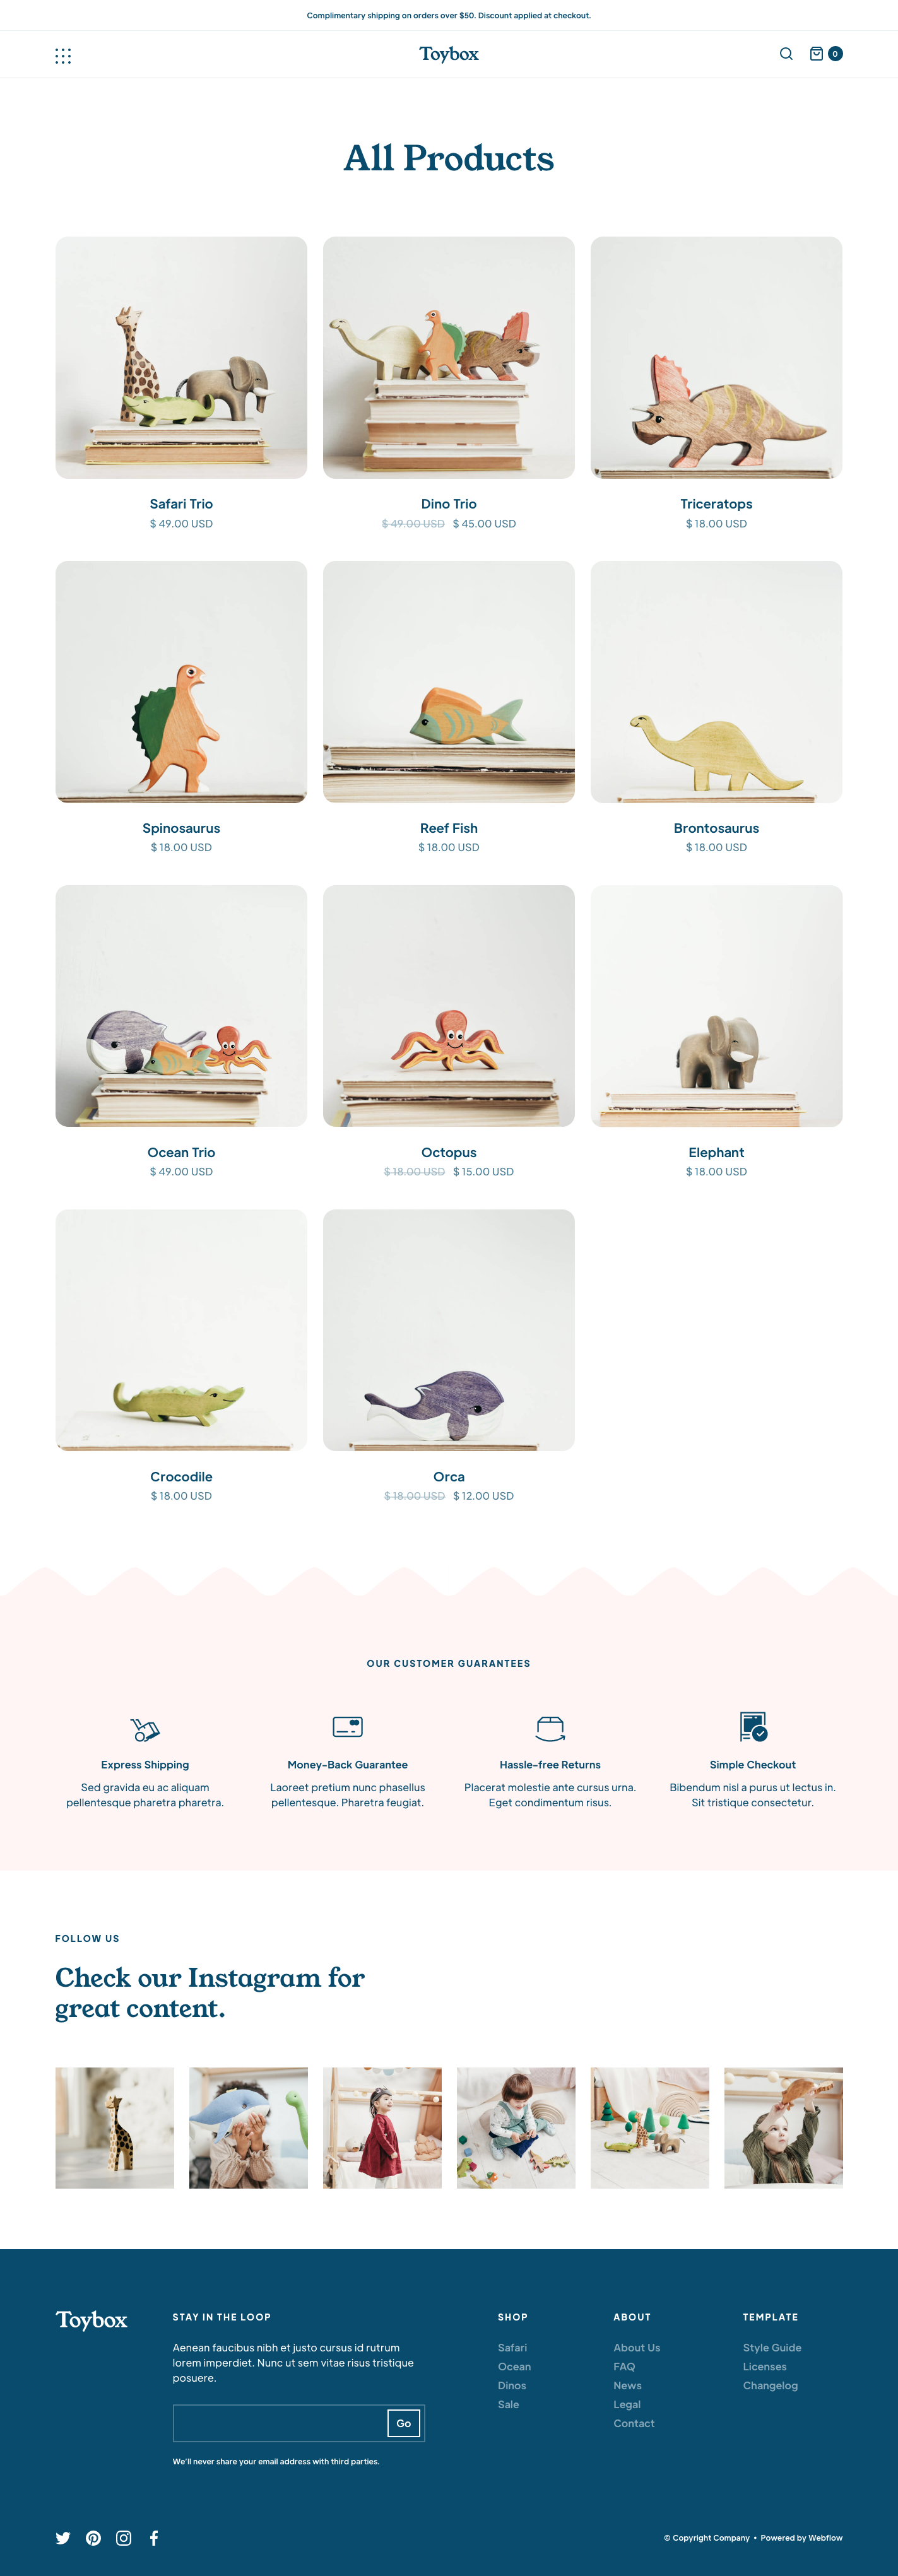 Complimentary shipping on orders over $50. Discount applied at checkout.
Toybox
0
All Products
Safari Trio
$ 49.00 USD
Dino Trio
$ 49.00 USD $ 45.00 USD
Triceratops
$ 18.00 USD
Spinosaurus
$ 18.00 USD
Reef Fish
$ 18.00 USD
Brontosaurus
$ 18.00 USD
Ocean Trio
$ 49.00 USD
Octopus
$ 18.00 USD $ 15.00 USD
Elephant
$ 18.00 USD
Crocodile
$ 18.00 USD
Orca
$ 18.00 USD $ 12.00 USD
OUR CUSTOMER GUARANTEES
Express Shipping
Sed gravida eu ac aliquam
pellentesque pharetra pharetra.
Money-Back Guarantee
Laoreet pretium nunc phasellus
pellentesque. Pharetra feugiat.
Hassle-free Returns
Placerat molestie ante cursus urna.
Eget condimentum risus.
Simple Checkout
Bibendum nisl a purus ut lectus in.
Sit tristique consectetur.
FOLLOW US
Check our Instagram for
great content.
Toybox
STAY IN THE LOOP
Aenean faucibus nibh et justo cursus id rutrum
lorem imperdiet. Nunc ut sem vitae risus tristique
posuere.
Go
We'll never share your email address with third parties.
SHOP
Safari
Ocean
Dinos
Sale
ABOUT
About Us
FAQ
News
Legal
Contact
TEMPLATE
Style Guide
Licenses
Changelog
© Copyright Company • Powered by Webflow